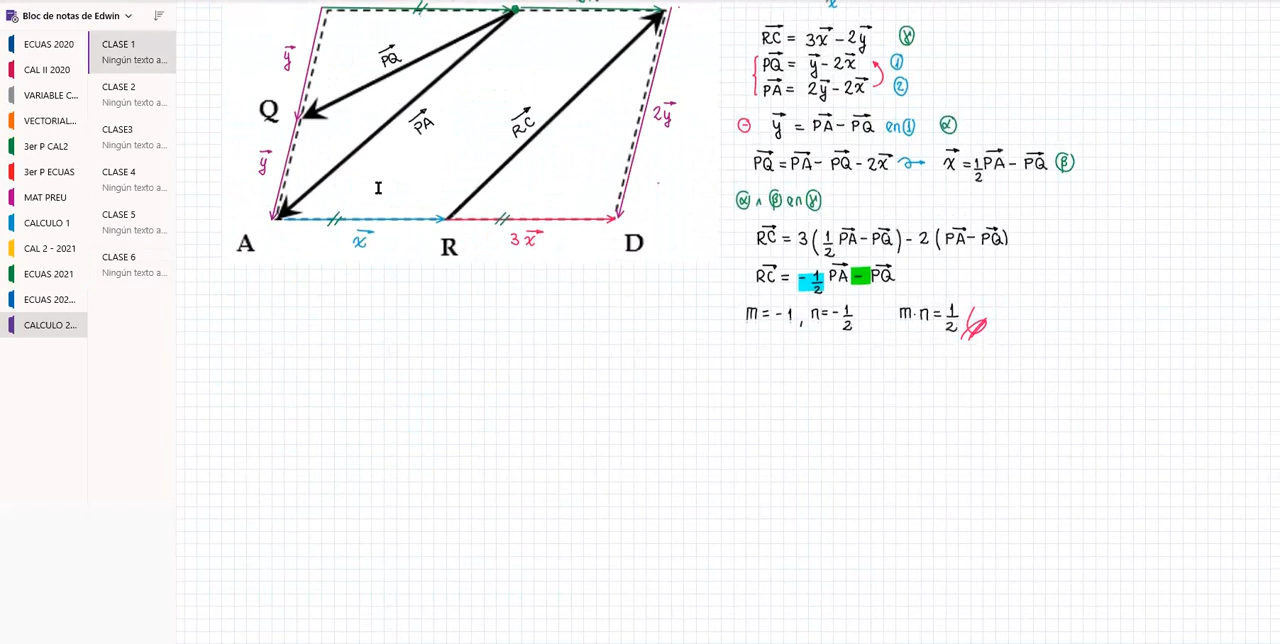 Bloc de notas de Edwin
ECUAS 2020
CAL II 2020
VARIABLE C...
VECTORIAL...
3er P CAL2
3er P ECUAS
MAT PREU
CALCULO 1
CAL 2 - 2021
ECUAS 2021
ECUAS 202...
CALCULO 2...
CLASE 1
Ningún texto a...
CLASE 2
Ningún texto a...
CLASE3
Ningún texto a...
CLASE 4
Ningún texto a...
CLASE 5
Ningún texto a...
CLASE 6
Ningún texto a...
y⃗
PQ⃗
Q
PA⃗
RC⃗
2y⃗
y⃗
I
A
x⃗
R
3x⃗
D
RC⃗ = 3x⃗ - 2y⃗ γ
PQ⃗ = y⃗ - 2x⃗ 1
PA⃗ = 2y⃗ - 2x⃗ 2
⊖ y⃗ = PA⃗ - PQ⃗ en 1 α
PQ⃗ = PA⃗ - PQ⃗ - 2x⃗ → x⃗ = 1/2 PA⃗ - PQ⃗ β
α ∧ β en γ
RC⃗ = 3(1/2 PA⃗ - PQ⃗) - 2(PA⃗ - PQ⃗)
RC⃗ = -1/2 PA⃗ - PQ⃗
m = -1, n = -1/2 m·n = 1/2